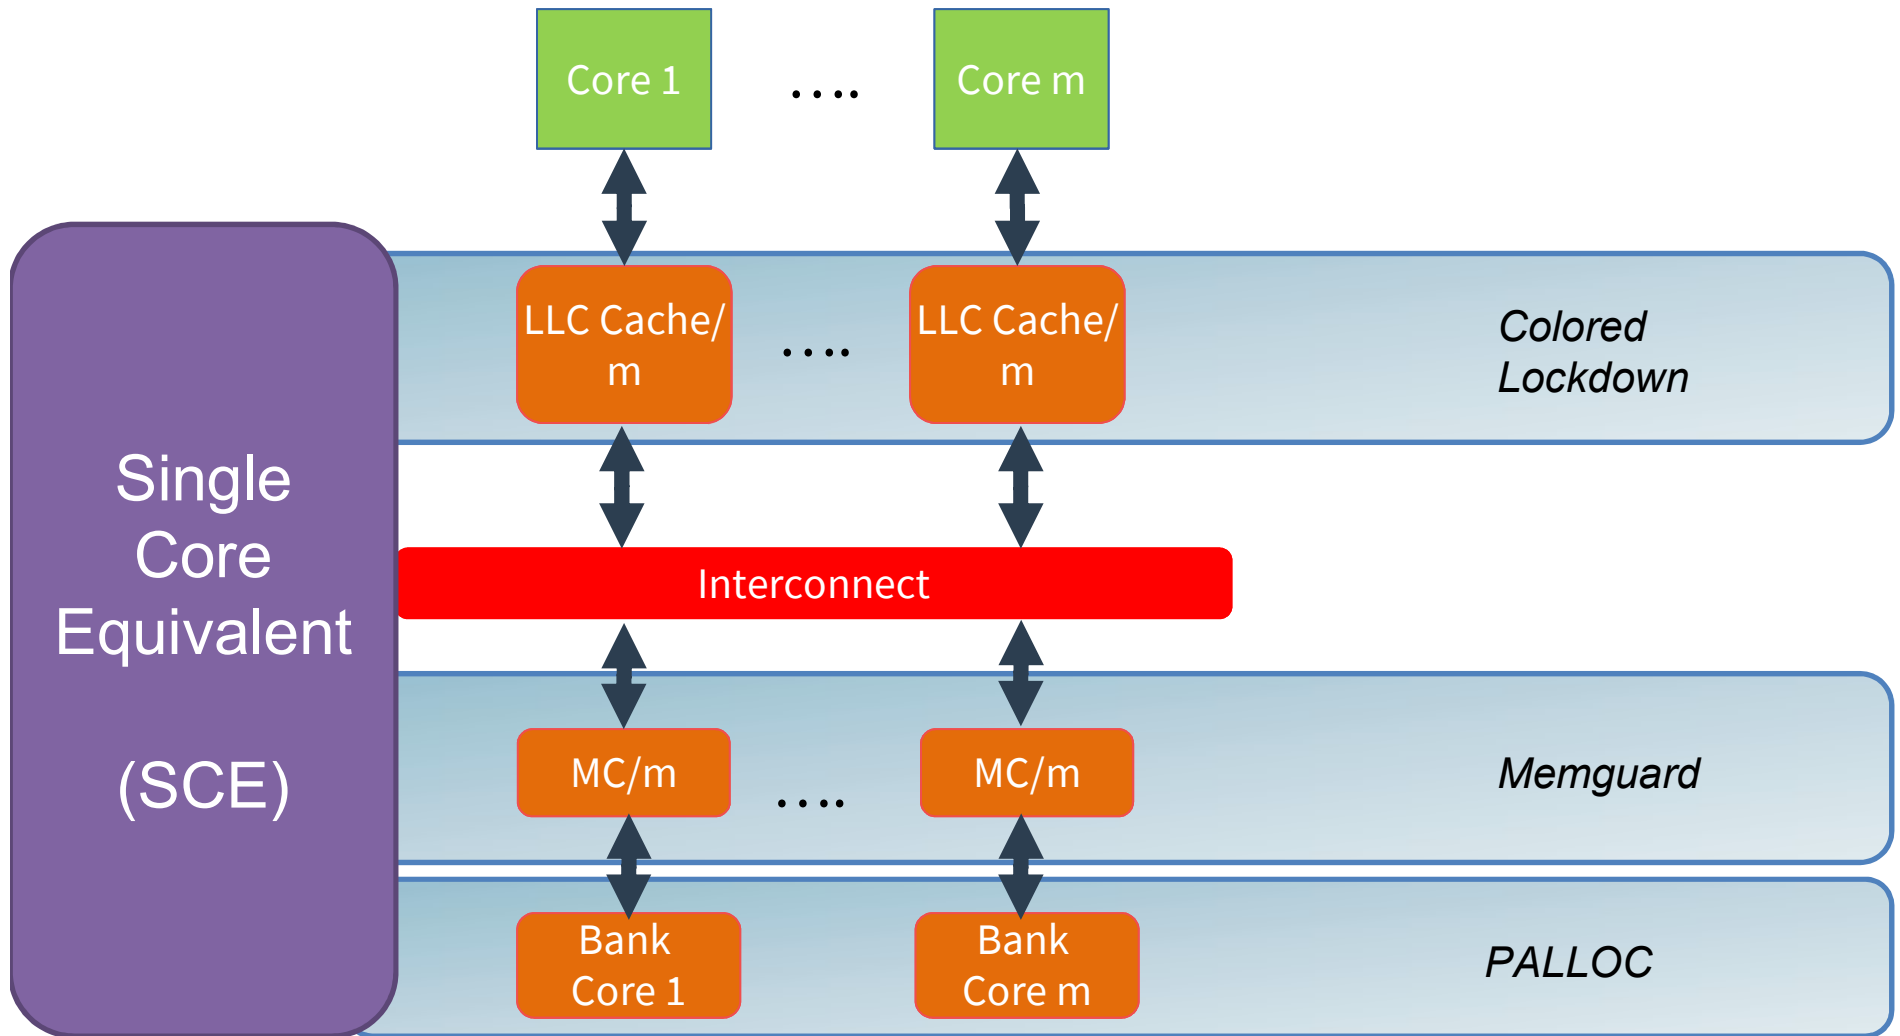 Core 1
....
Core m
Single
Core
Equivalent
(SCE)
LLC Cache/
m
....
LLC Cache/
m
Colored
Lockdown
Interconnect
MC/m
....
MC/m
Memguard
Bank
Core 1
Bank
Core m
PALLOC